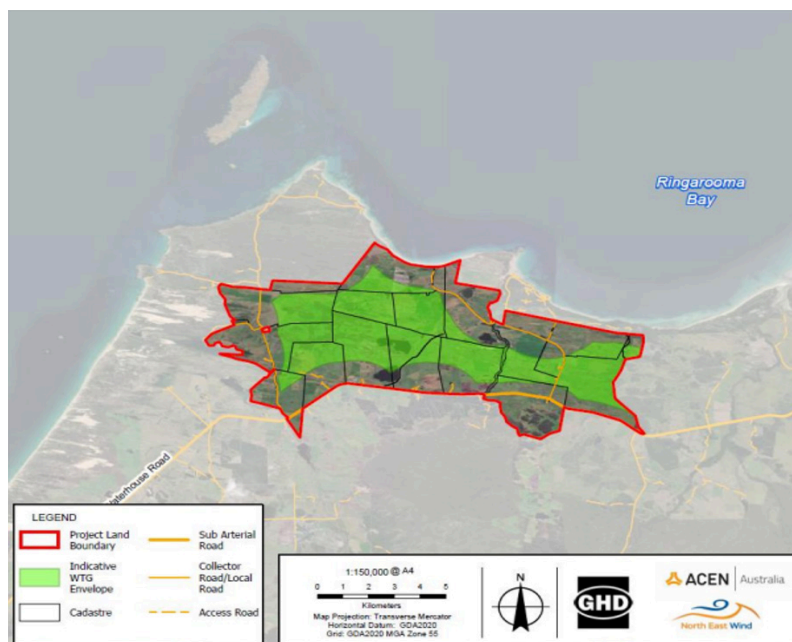 Ringarooma
Bay
Waterhouse Road
LEGEND
Project Land
Boundary
Sub Arterial
Road
Indicative
WTG
Envelope
Collector
Road/Local
Road
Cadastre
Access Road
1:150,000 @ A4
0 1 2 3 4 5
Kilometers
Map Projection: Transverse Mercator
Horizontal Datum: GDA2020
Grid: GDA2020 MGA Zone 55
N
GHD
ACEN Australia
North East Wind